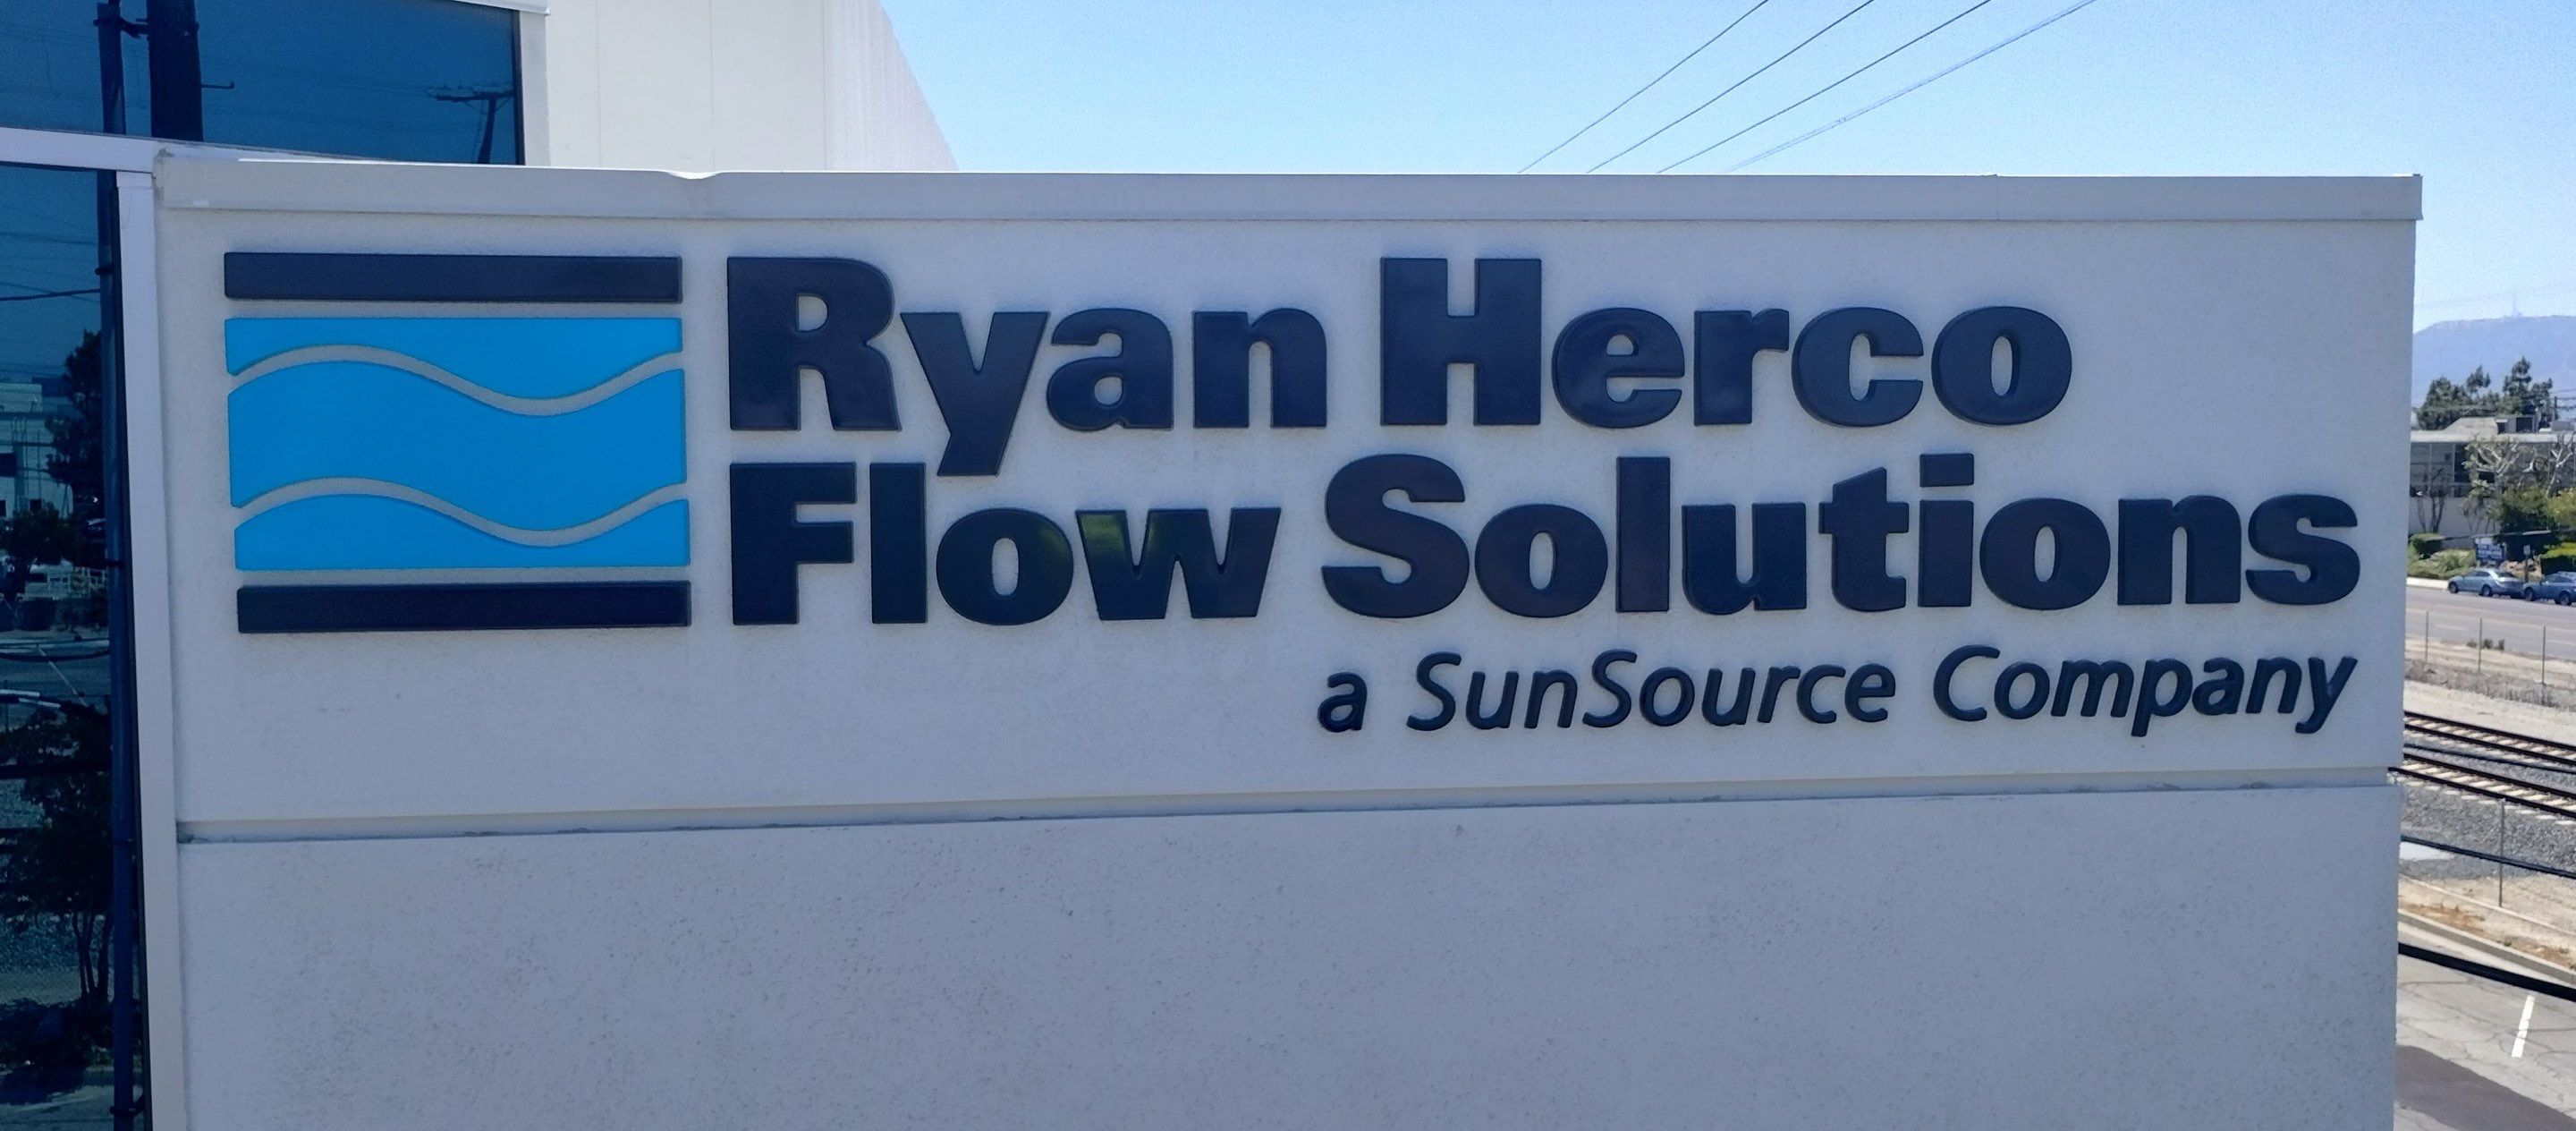 Ryan Herco
Flow Solutions
a SunSource Company